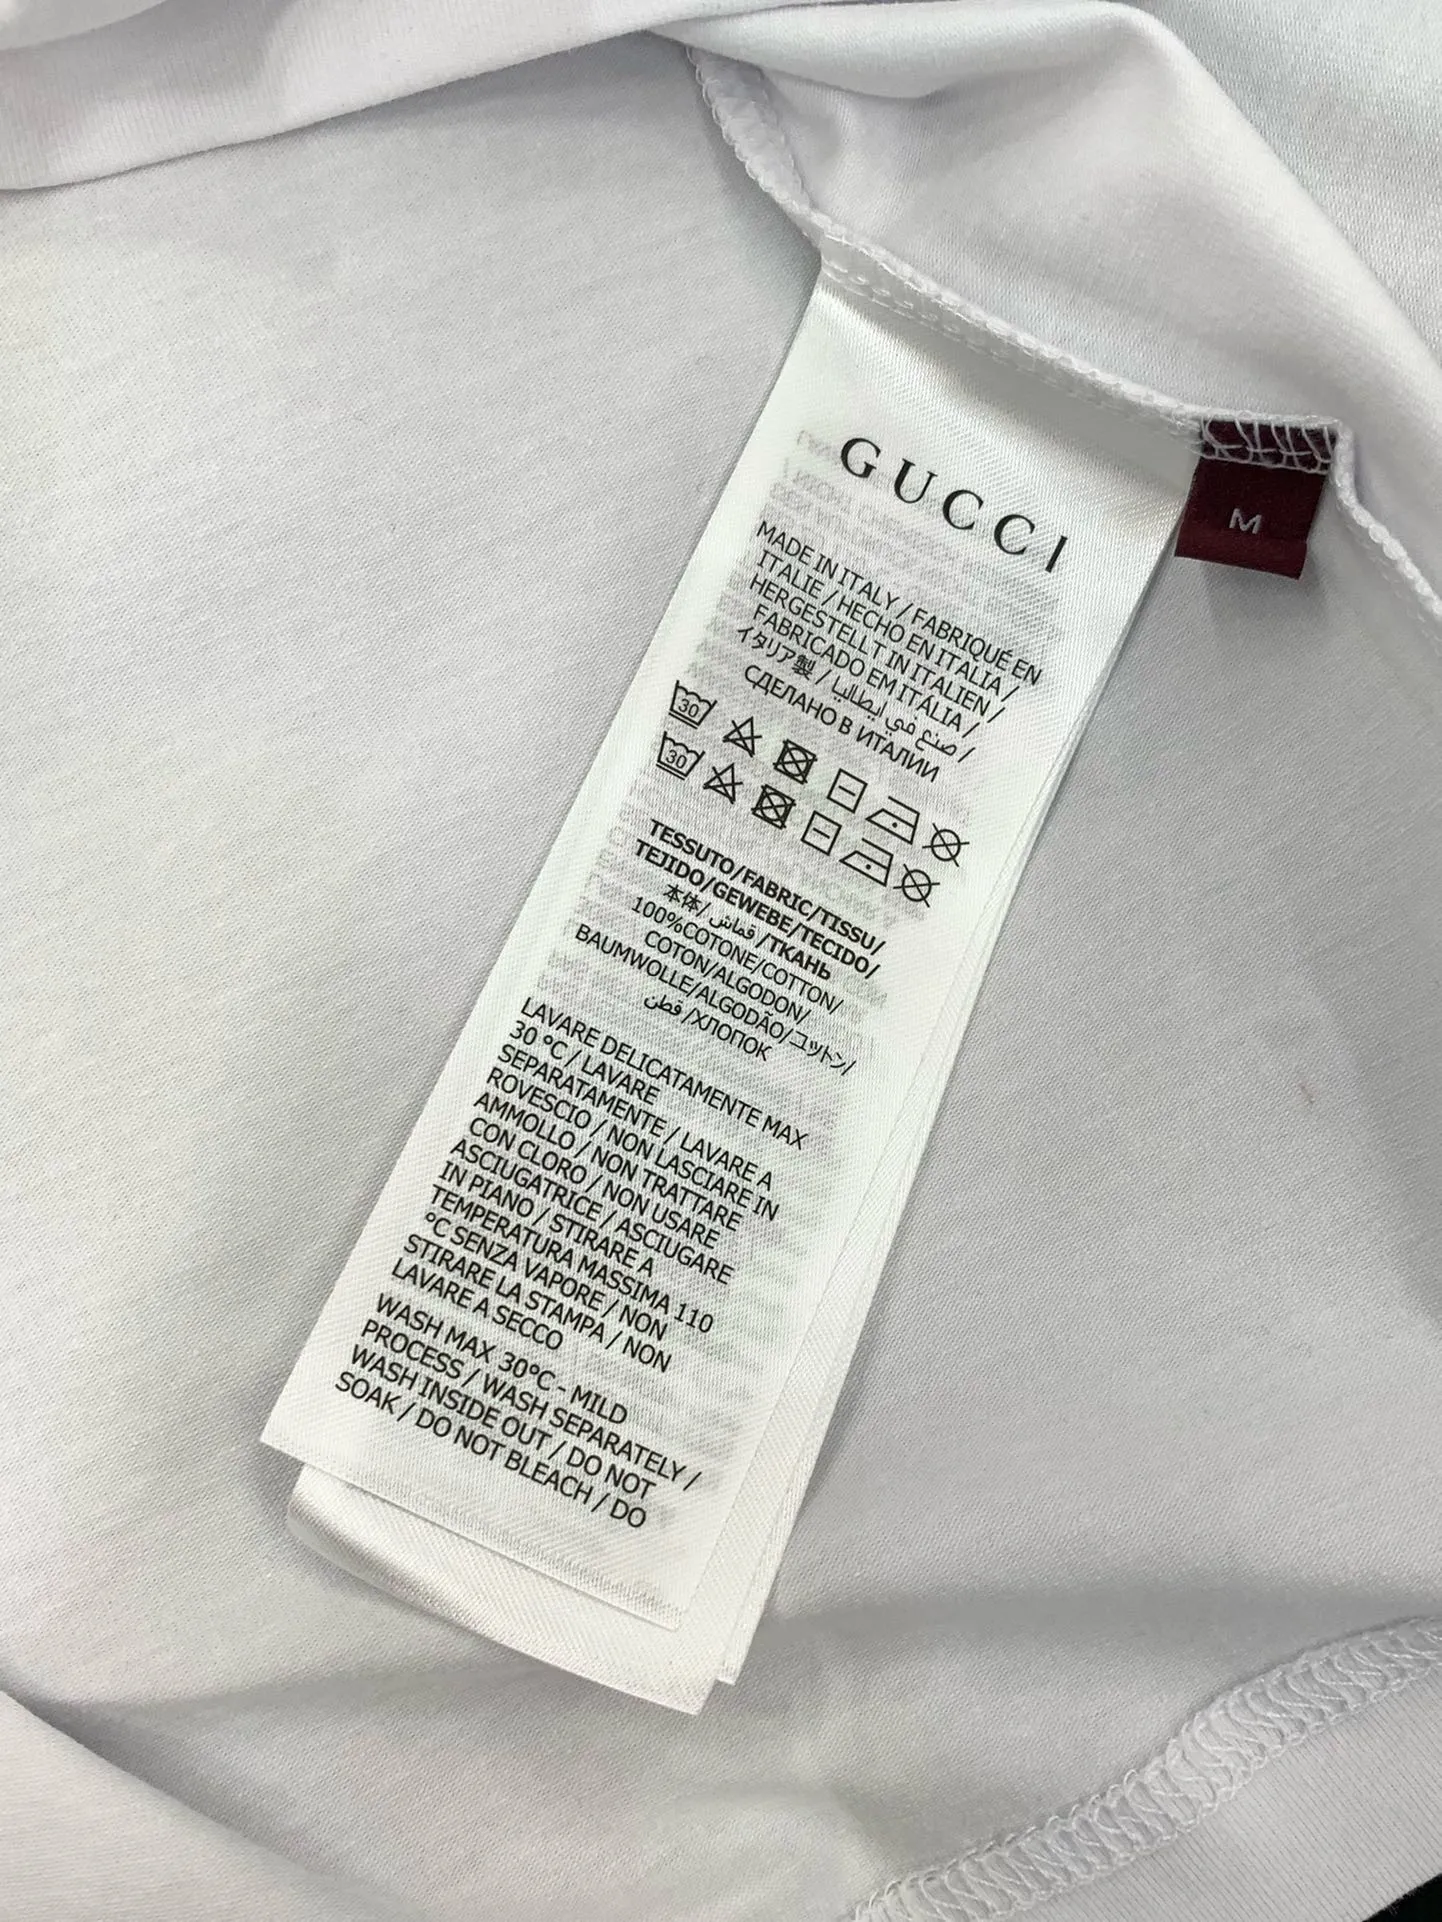 GUCCI
M
MADE IN ITALY / FABRIQUÉ EN
ITALIE / HECHO EN ITALIA /
HERGESTELLT IN ITALIEN /
FABRICADO EM ITÁLIA /
イタリア製 / صنع في ايطاليا /
СДЕЛАНО В ИТАЛИИ
30
30
TESSUTO/FABRIC/TISSU/
TEJIDO/GEWEBE/TECIDO/
本体/ قماش /ТКАНЬ
100%COTONE/COTTON/
COTON/ALGODON/
BAUMWOLLE/ALGODÃO/コットン/
قطن /ХЛОПОК
LAVARE DELICATAMENTE MAX
30 °C / LAVARE
SEPARATAMENTE / LAVARE A
ROVESCIO / NON LASCIARE IN
AMMOLLO / NON TRATTARE
CON CLORO / NON USARE
ASCIUGATRICE / ASCIUGARE
IN PIANO / STIRARE A
TEMPERATURA MASSIMA 110
°C SENZA VAPORE / NON
STIRARE LA STAMPA / NON
LAVARE A SECCO
WASH MAX 30°C - MILD
PROCESS / WASH SEPARATELY /
WASH INSIDE OUT / DO NOT
SOAK / DO NOT BLEACH / DO